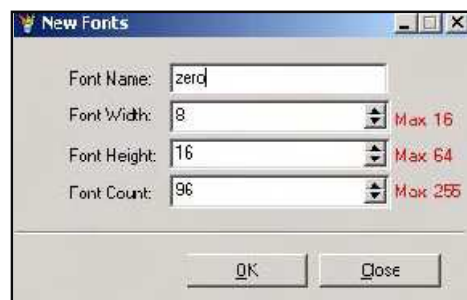 New Fonts
Font Name: zero
Font Width: 8 Max 16
Font Height: 16 Max 64
Font Count: 96 Max 255
OK Close